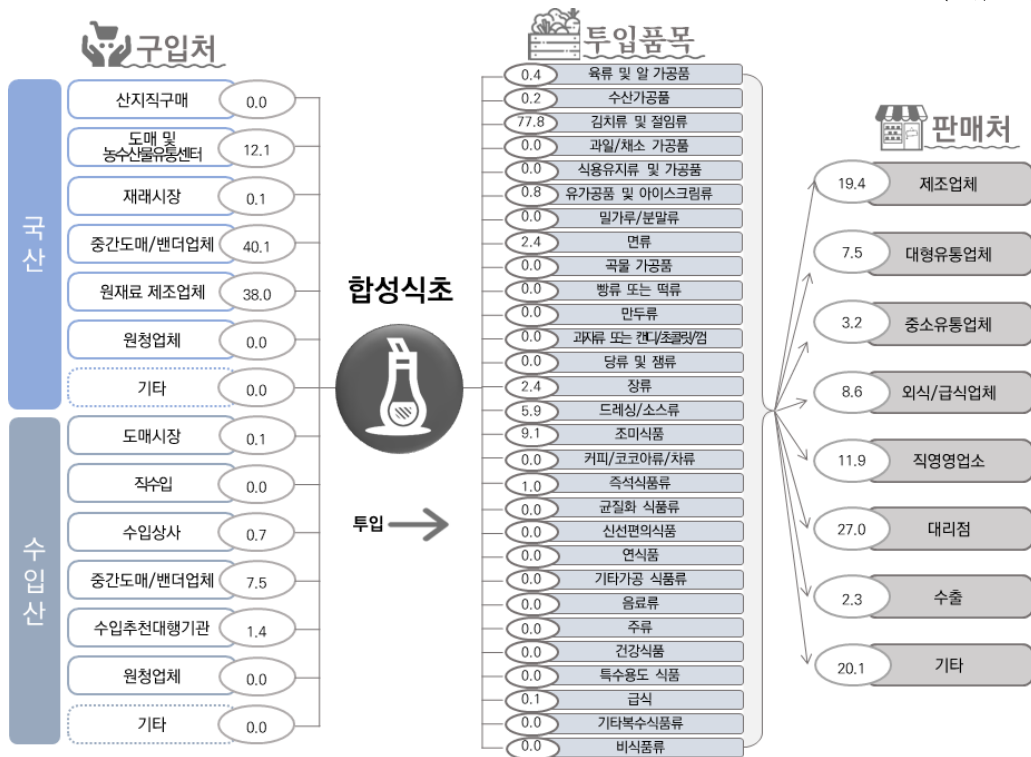 구입처
국산
산지직구매 0.0
도매 및
농수산물유통센터 12.1
재래시장 0.1
중간도매/밴더업체 40.1
원재료 제조업체 38.0
원청업체 0.0
기타 0.0
수입산
도매시장 0.1
직수입 0.0
수입상사 0.7
중간도매/밴더업체 7.5
수입추천대행기관 1.4
원청업체 0.0
기타 0.0
합성식초
투입
투입품목
0.4 육류 및 알 가공품
0.2 수산가공품
77.8 김치류 및 절임류
0.0 과일/채소 가공품
0.0 식용유지류 및 가공품
0.8 유가공품 및 아이스크림류
0.0 밀가루/분말류
2.4 면류
0.0 곡물 가공품
0.0 빵류 또는 떡류
0.0 만두류
0.0 과자류 또는 캔디/초콜릿/껌
0.0 당류 및 잼류
2.4 장류
5.9 드레싱/소스류
9.1 조미식품
0.0 커피/코코아류/차류
1.0 즉석식품류
0.0 균질화 식품류
0.0 신선편의식품
0.0 연식품
0.0 기타가공 식품류
0.0 음료류
0.0 주류
0.0 건강식품
0.0 특수용도 식품
0.1 급식
0.0 기타복수식품류
0.0 비식품류
판매처
19.4 제조업체
7.5 대형유통업체
3.2 중소유통업체
8.6 외식/급식업체
11.9 직영영업소
27.0 대리점
2.3 수출
20.1 기타